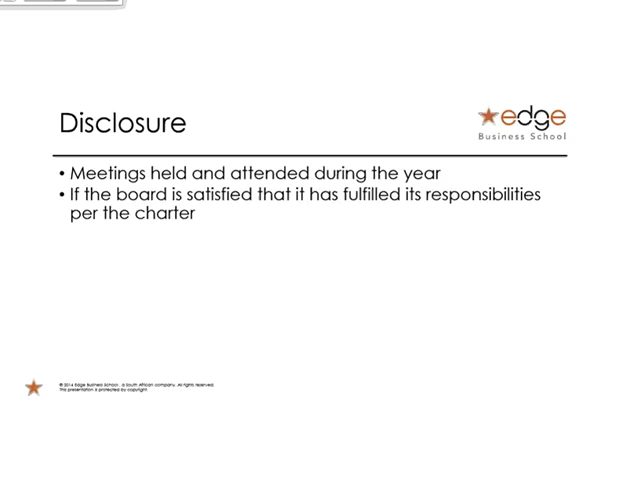 Disclosure
edge
Business School
• Meetings held and attended during the year
• If the board is satisfied that it has fulfilled its responsibilities
per the charter
© 2016 Edge Business School, a South African company. All rights reserved.
This presentation is protected by copyright.